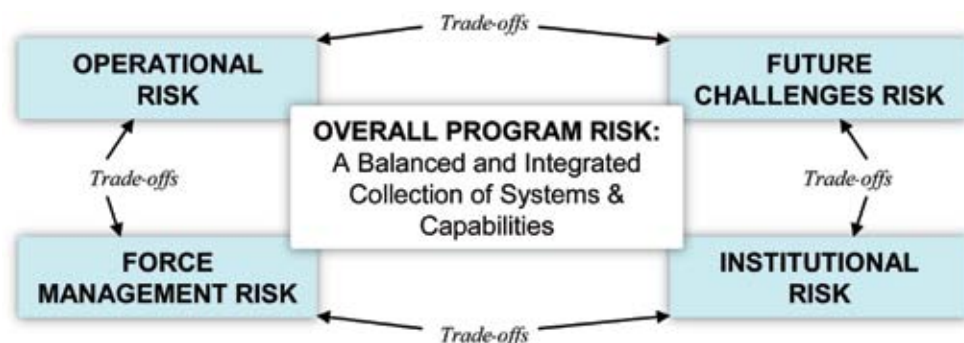 Trade-offs
OPERATIONAL
RISK
FUTURE
CHALLENGES RISK
OVERALL PROGRAM RISK:
A Balanced and Integrated
Collection of Systems &
Capabilities
Trade-offs
Trade-offs
FORCE
MANAGEMENT RISK
INSTITUTIONAL
RISK
Trade-offs